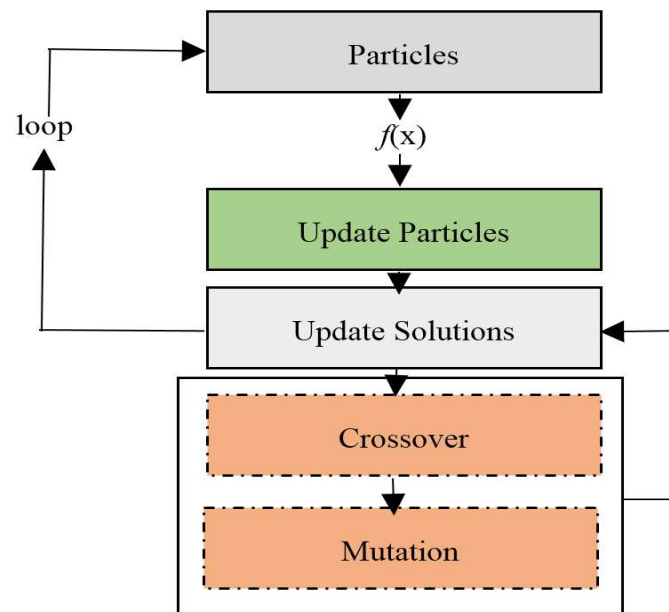 Particles
loop
f(x)
Update Particles
Update Solutions
Crossover
Mutation